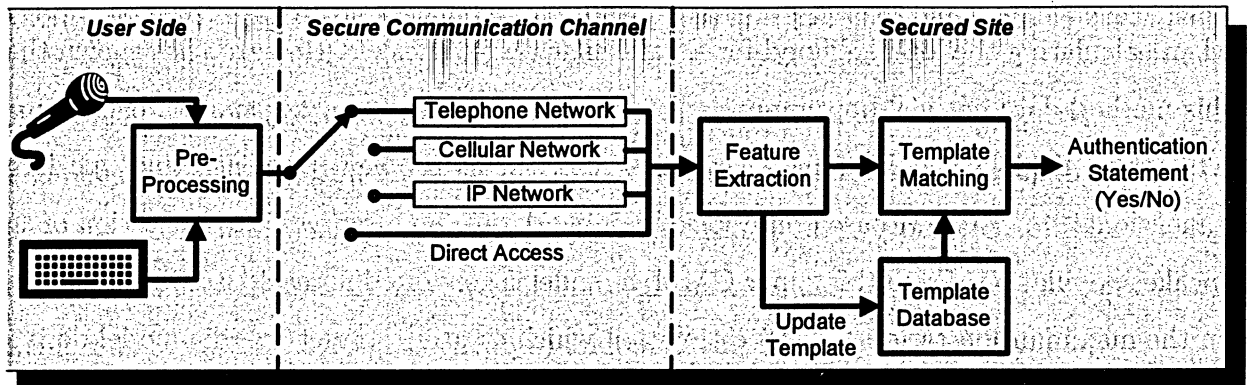 User Side
Secure Communication Channel
Secured Site
Pre-
Processing
Telephone Network
Cellular Network
IP Network
Direct Access
Feature
Extraction
Template
Matching
Authentication
Statement
(Yes/No)
Update
Template
Template
Database